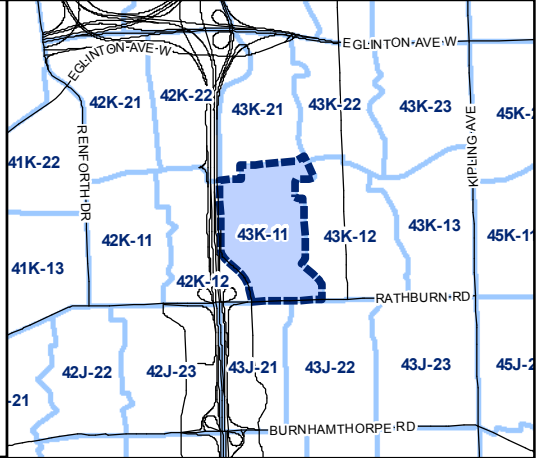 EGLINTON AVE W
EGLINTON AVE W
42K-21
42K-22
43K-21
43K-22
43K-23
45K-2
RENFORTH DR
KIPLING AVE
41K-22
42K-11
43K-11
43K-12
43K-13
45K-11
41K-13
42K-12
RATHBURN RD
42J-22
42J-23
43J-21
43J-22
43J-23
45J-2
-21
BURNHAMTHORPE RD